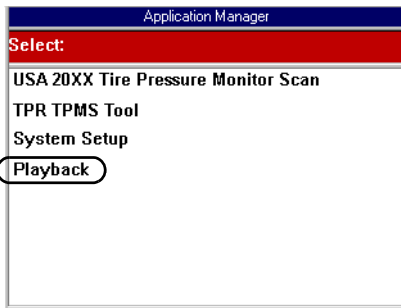 Application Manager
Select:
USA 20XX Tire Pressure Monitor Scan
TPR TPMS Tool
System Setup
Playback